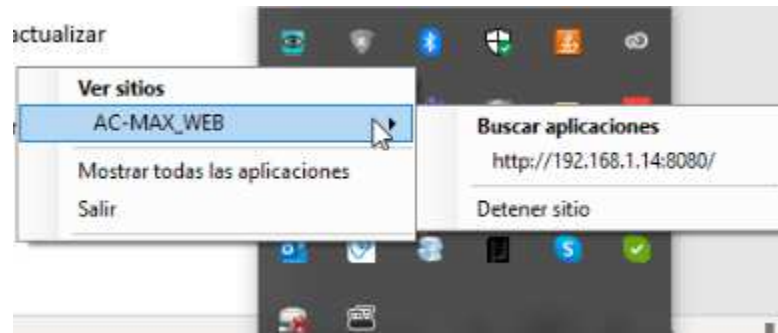 actualizar
Ver sitios
AC-MAX_WEB
Mostrar todas las aplicaciones
Salir
Buscar aplicaciones
http://192.168.1.14:8080/
Detener sitio